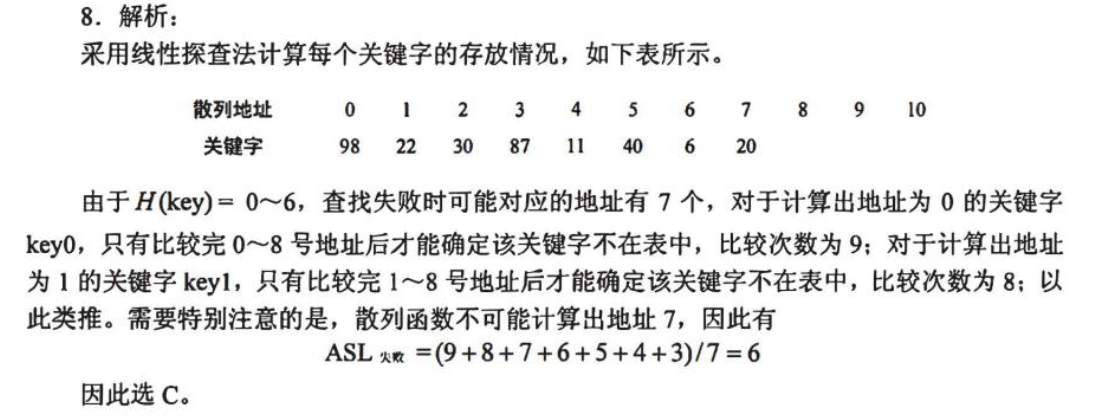 8．解析：
采用线性探查法计算每个关键字的存放情况，如下表所示。
散列地址 0 1 2 3 4 5 6 7 8 9 10
关键字 98 22 30 87 11 40 6 20
由于 H(key) = 0～6，查找失败时可能对应的地址有 7 个，对于计算出地址为 0 的关键字
key0，只有比较完 0～8 号地址后才能确定该关键字不在表中，比较次数为 9；对于计算出地址
为 1 的关键字 key1，只有比较完 1～8 号地址后才能确定该关键字不在表中，比较次数为 8；以
此类推。需要特别注意的是，散列函数不可能计算出地址 7，因此有
ASL 失败 =(9+8+7+6+5+4+3)/7=6
因此选 C。